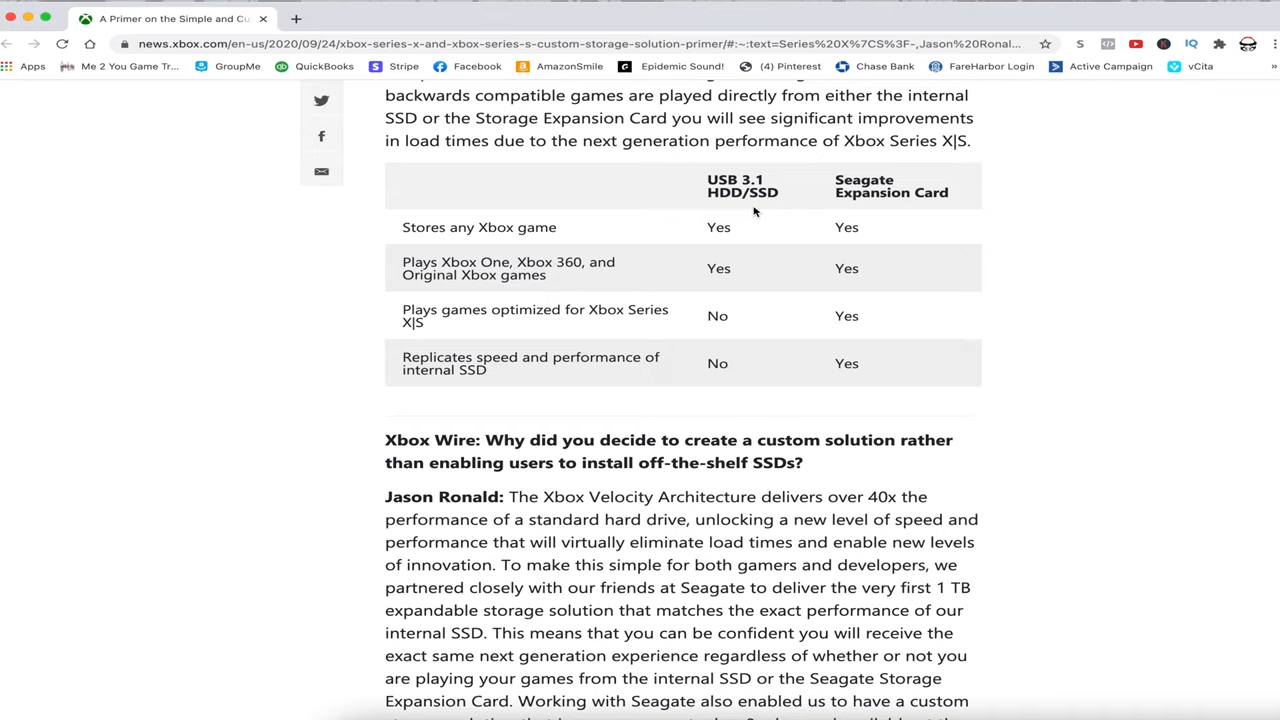 A Primer on the Simple and Cu
news.xbox.com/en-us/2020/09/24/xbox-series-x-and-xbox-series-s-custom-storage-solution-primer/#:~:text=Series%20X%7CS%3F-,Jason%20Ronal...
Apps Me 2 You Game Tr... GroupMe QuickBooks Stripe Facebook AmazonSmile Epidemic Sound! (4) Pinterest Chase Bank FareHarbor Login Active Campaign vCita
backwards compatible games are played directly from either the internal
SSD or the Storage Expansion Card you will see significant improvements
in load times due to the next generation performance of Xbox Series X|S.
USB 3.1
HDD/SSD
Seagate
Expansion Card
Stores any Xbox game Yes Yes
Plays Xbox One, Xbox 360, and
Original Xbox games
Yes Yes
Plays games optimized for Xbox Series
X|S
No Yes
Replicates speed and performance of
internal SSD
No Yes
Xbox Wire: Why did you decide to create a custom solution rather
than enabling users to install off-the-shelf SSDs?
Jason Ronald: The Xbox Velocity Architecture delivers over 40x the
performance of a standard hard drive, unlocking a new level of speed and
performance that will virtually eliminate load times and enable new levels
of innovation. To make this simple for both gamers and developers, we
partnered closely with our friends at Seagate to deliver the very first 1 TB
expandable storage solution that matches the exact performance of our
internal SSD. This means that you can be confident you will receive the
exact same next generation experience regardless of whether or not you
are playing your games from the internal SSD or the Seagate Storage
Expansion Card. Working with Seagate also enabled us to have a custom